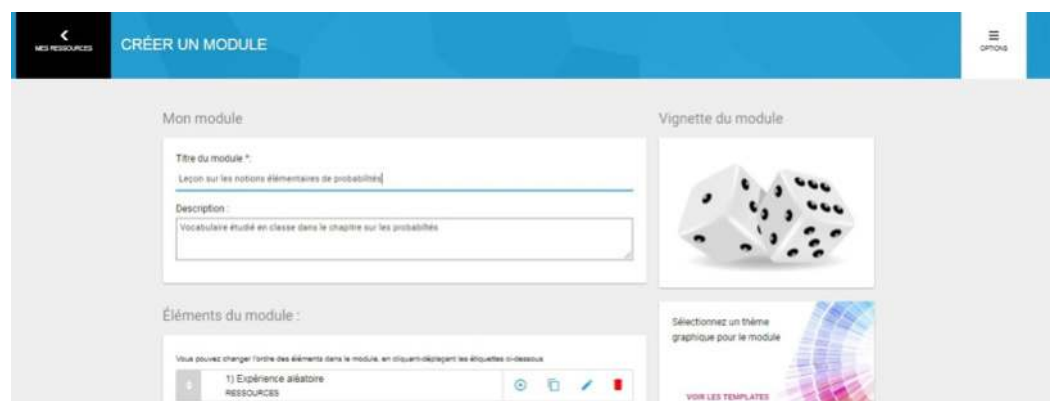 MES RESSOURCES
CRÉER UN MODULE
OPTIONS
Mon module
Titre du module *:
Leçon sur les notions élémentaires de probabilités
Description :
Vocabulaire étudié en classe dans le chapitre sur les probabiltés
Vignette du module
Éléments du module :
Vous pouvez changer l'ordre des éléments dans le module, en cliquant-déplaçant les étiquettes ci-dessous
1) Expérience aléatoire
RESSOURCES
Sélectionnez un thème
graphique pour le module
VOIR LES TEMPLATES